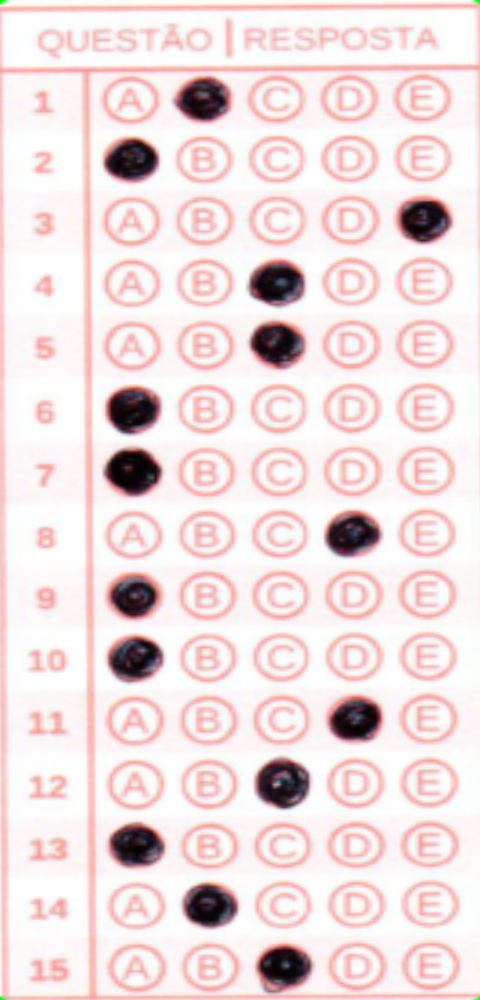 QUESTÃO | RESPOSTA
1 A C D E
2 B C D E
3 A B C D
4 A B D E
5 A B D E
6 B C D E
7 B C D E
8 A B C E
9 B C D E
10 B C D E
11 A B C E
12 A B D E
13 B C D E
14 A C D E
15 A B D E